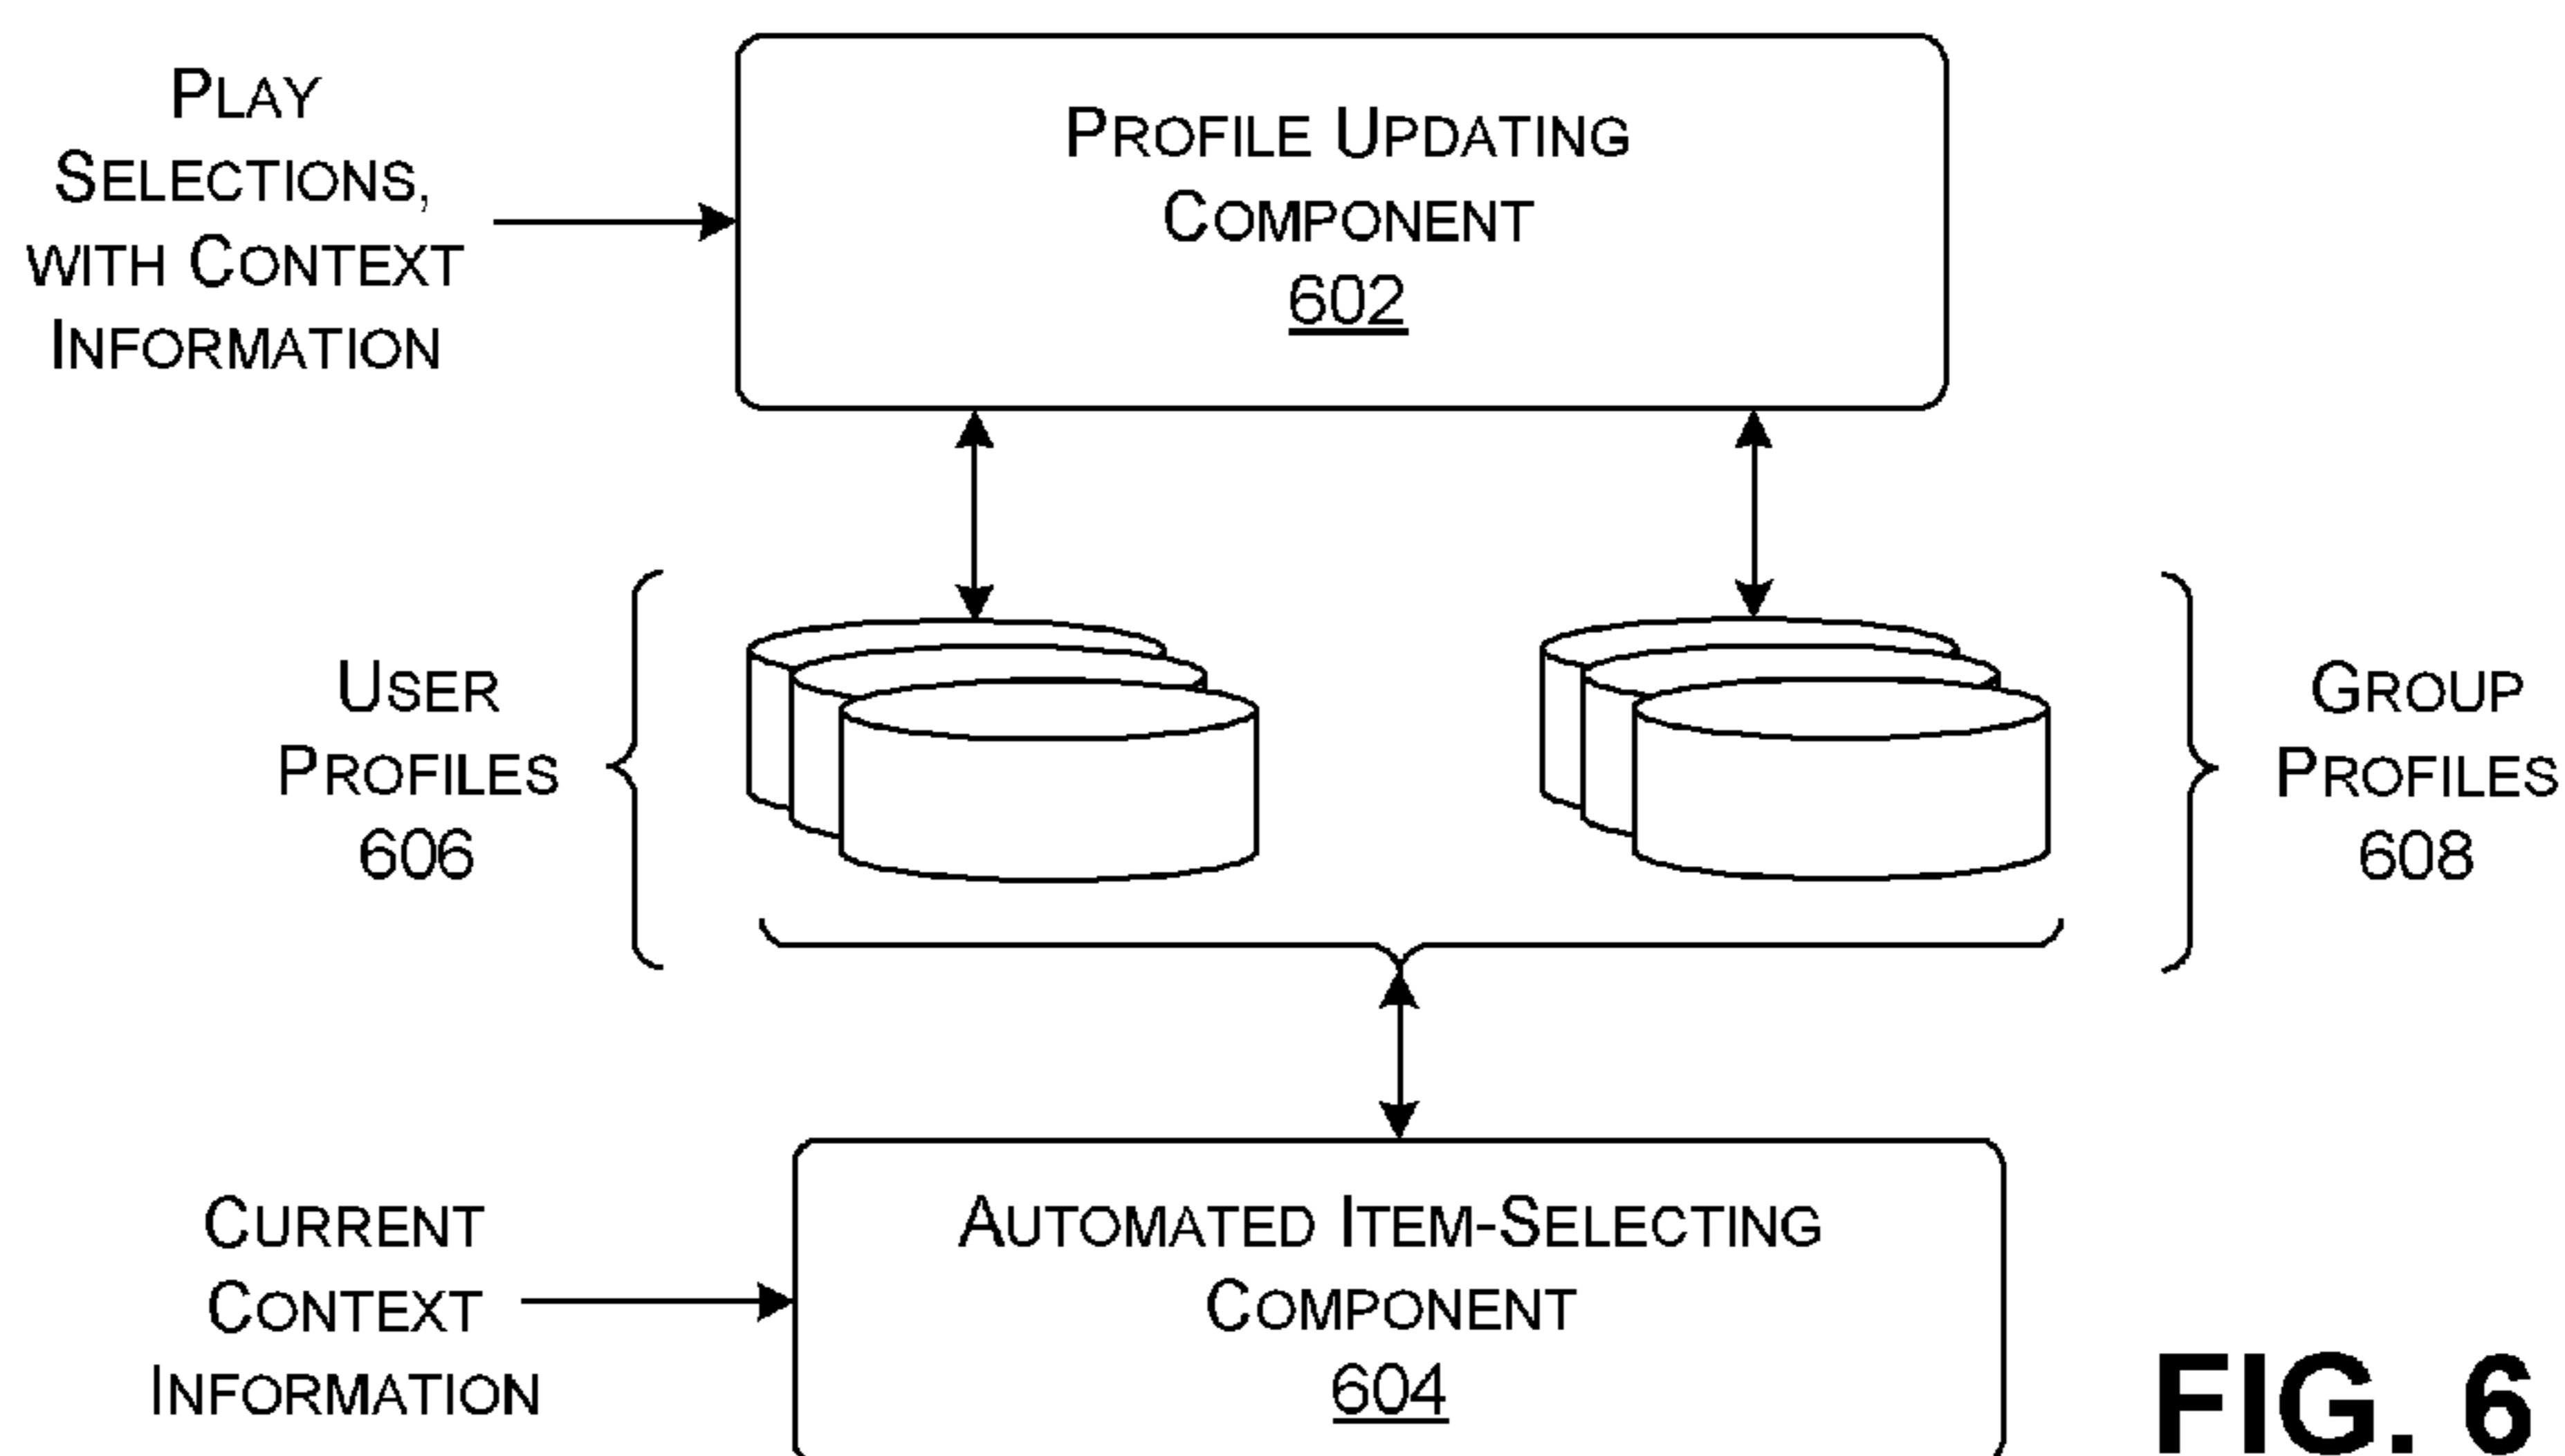 PLAY
SELECTIONS,
WITH CONTEXT
INFORMATION
PROFILE UPDATING
COMPONENT
602
USER
PROFILES
606
GROUP
PROFILES
608
CURRENT
CONTEXT
INFORMATION
AUTOMATED ITEM-SELECTING
COMPONENT
604
FIG. 6